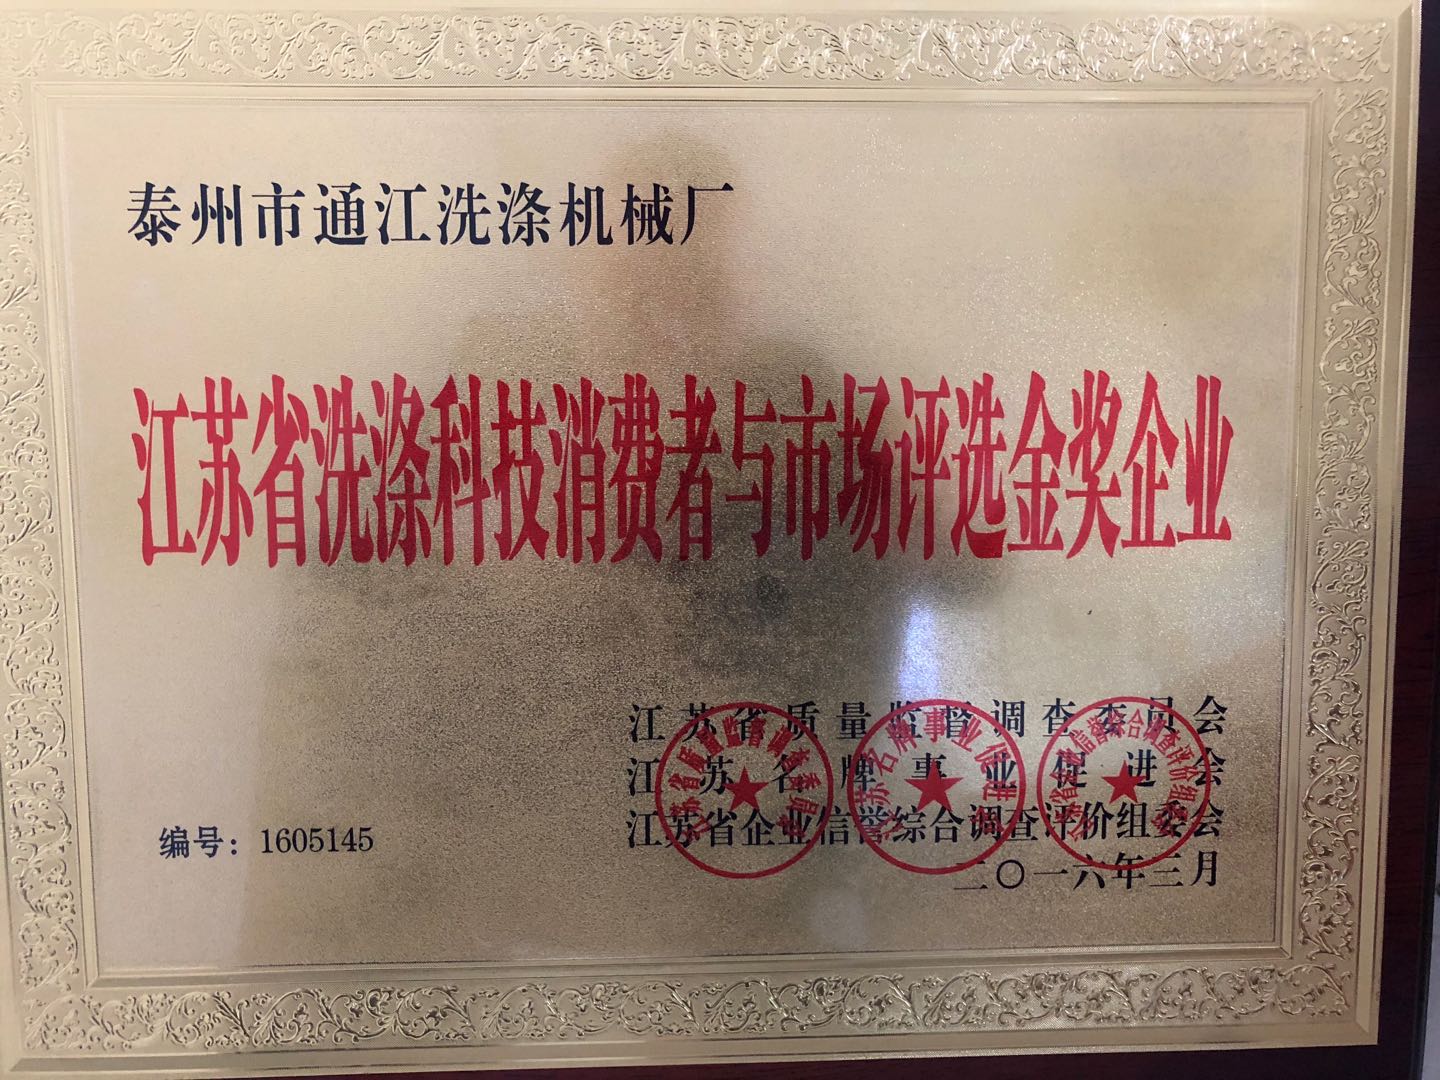 泰州市通江洗涤机械厂
江苏省洗涤科技消费者与市场评选金奖企业
江苏省质量监督调查委员会
江苏名牌事业促进会
江苏省企业信誉综合调查评价组委会
二〇一六年三月
编号：1605145